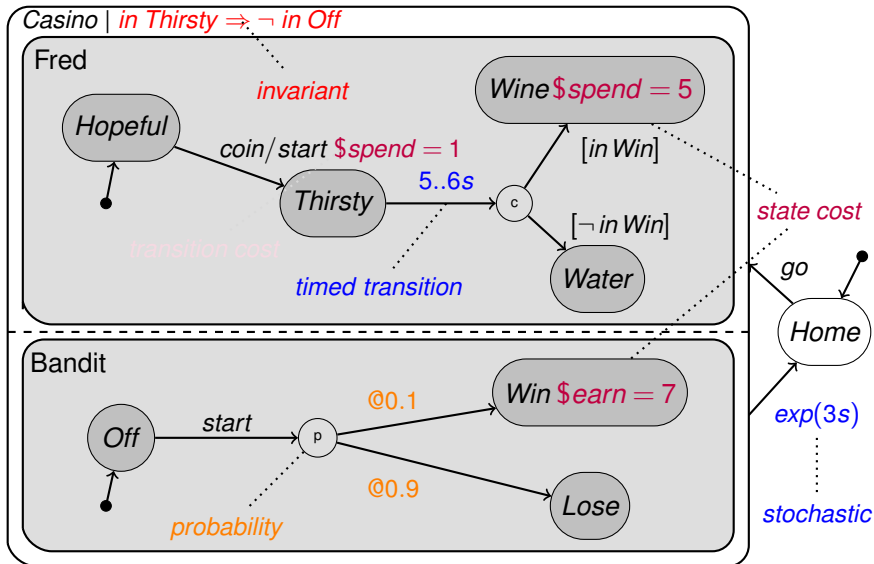 Casino | in Thirsty ⇒ ¬ in Off
Fred
invariant
Wine $spend = 5
Hopeful
coin/start $spend = 1
[in Win]
5..6s
Thirsty
c
state cost
transition cost
[¬ in Win]
timed transition
Water
go
Home
Bandit
Win $earn = 7
@0.1
start
Off
p
exp(3s)
@0.9
Lose
probability
stochastic